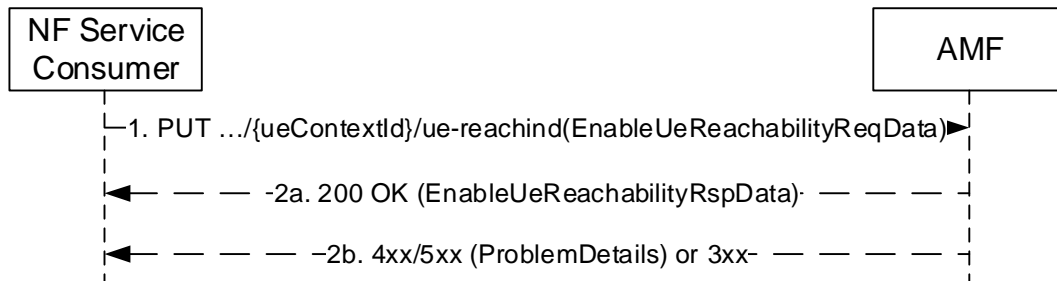 NF Service
Consumer
AMF
1. PUT …/{ueContextId}/ue-reachind(EnableUeReachabilityReqData)
2a. 200 OK (EnableUeReachabilityRspData)
2b. 4xx/5xx (ProblemDetails) or 3xx